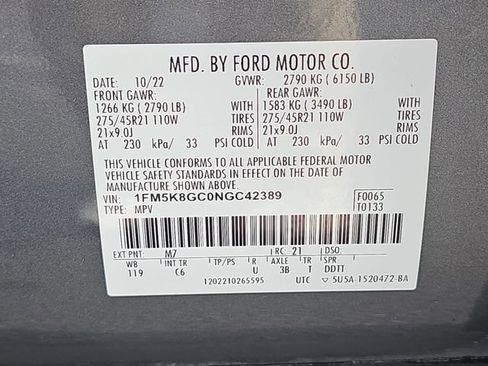 MFD. BY FORD MOTOR CO.
DATE: 10/22 GVWR: 2790 KG ( 6150 LB)
FRONT GAWR: REAR GAWR:
1266 KG ( 2790 LB) WITH 1583 KG ( 3490 LB) WITH
275/45R21 110W TIRES 275/45R21 110W TIRES
21x9.0J RIMS 21x9.0J RIMS
AT 230 kPa/ 33 PSI COLD AT 230 kPa/ 33 PSI COLD
THIS VEHICLE CONFORMS TO ALL APPLICABLE FEDERAL MOTOR
VEHICLE SAFETY STANDARDS IN EFFECT ON THE DATE OF
MANUFACTURE SHOWN ABOVE.
VIN: 1FM5K8GC0NGC42389 F0065
TYPE: MPV T0133
EXT PNT: M7 RC: 21 DSO:
WB INT TR TP/PS R AXLE TR SPR
119 C6 U 3B T DDTT
1202210265595 UTC ▽ 5U5A-1520472-BA